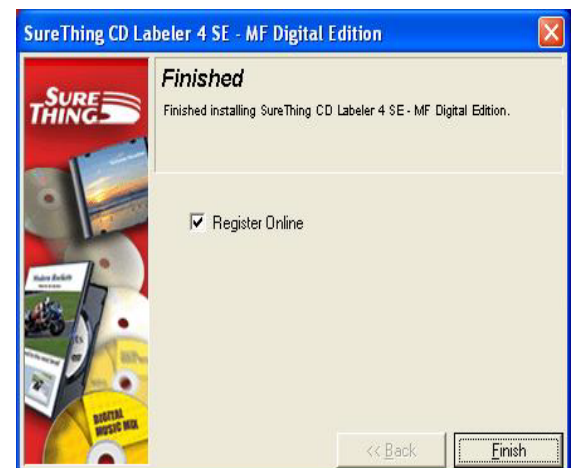 SureThing CD Labeler 4 SE - MF Digital Edition
SURE
THING
Finished
Finished installing SureThing CD Labeler 4 SE - MF Digital Edition.
Register Online
DIGITAL
MUSIC MIX
<< Back
Finish